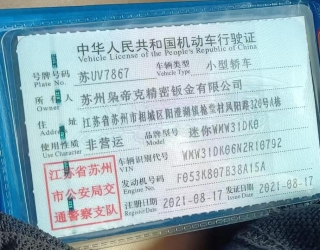 中华人民共和国机动车行驶证
Vehicle License of the People's Republic of China
号牌号码 苏UV7867 车辆类型 小型轿车
Plate No. Vehicle Type
所有人 苏州枭帝克精密钣金有限公司
Owner
住址 江苏省苏州市相城区阳澄湖镇消泾村凤阳路320号4栋
Address
使用性质 非营运 品牌型号 迷你WMW31DK0
Use Character Model
车辆识别代号 WMW31DK06N2R10792
VIN
发动机号码 F053K807B38A15A
Engine No.
注册日期 2021-08-17 发证日期 2021-08-17
Register Date Issue Date
江苏省苏州
市公安局交
通警察支队